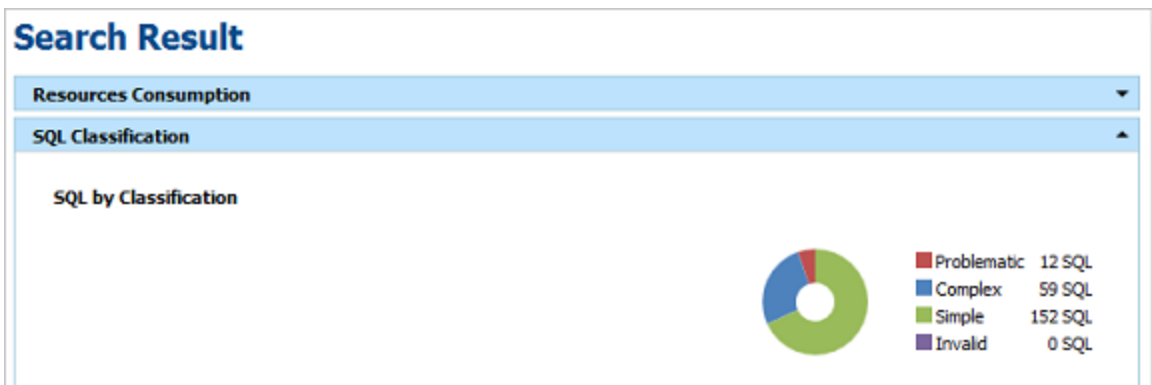 Search Result
Resources Consumption
SQL Classification
SQL by Classification
Problematic 12 SQL
Complex 59 SQL
Simple 152 SQL
Invalid 0 SQL